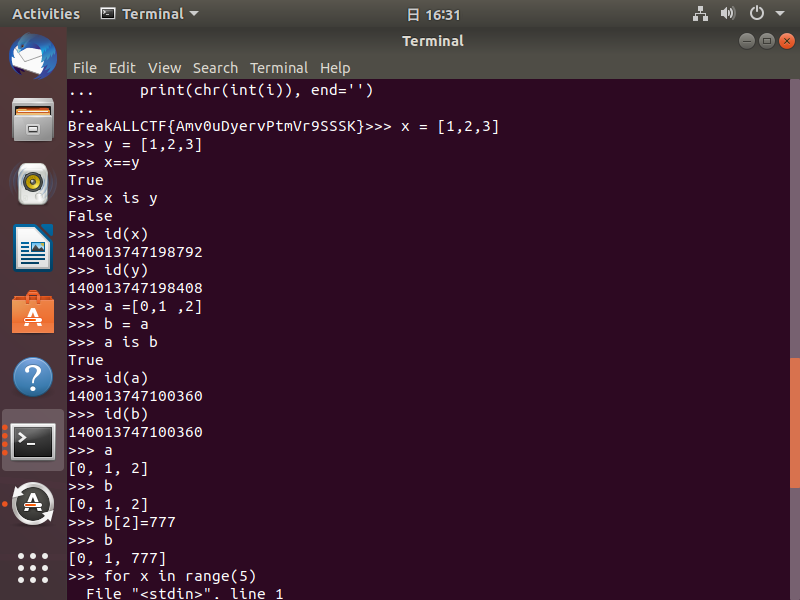 Activities Terminal 日 16:31
Terminal
File Edit View Search Terminal Help
...     print(chr(int(i)), end='')
...
BreakALLCTF{Amv0uDyervPtmVr9SSSK}>>> x = [1,2,3]
>>> y = [1,2,3]
>>> x==y
True
>>> x is y
False
>>> id(x)
140013747198792
>>> id(y)
140013747198408
>>> a =[0,1 ,2]
>>> b = a
>>> a is b
True
>>> id(a)
140013747100360
>>> id(b)
140013747100360
>>> a
[0, 1, 2]
>>> b
[0, 1, 2]
>>> b[2]=777
>>> b
[0, 1, 777]
>>> for x in range(5)
  File "<stdin>", line 1